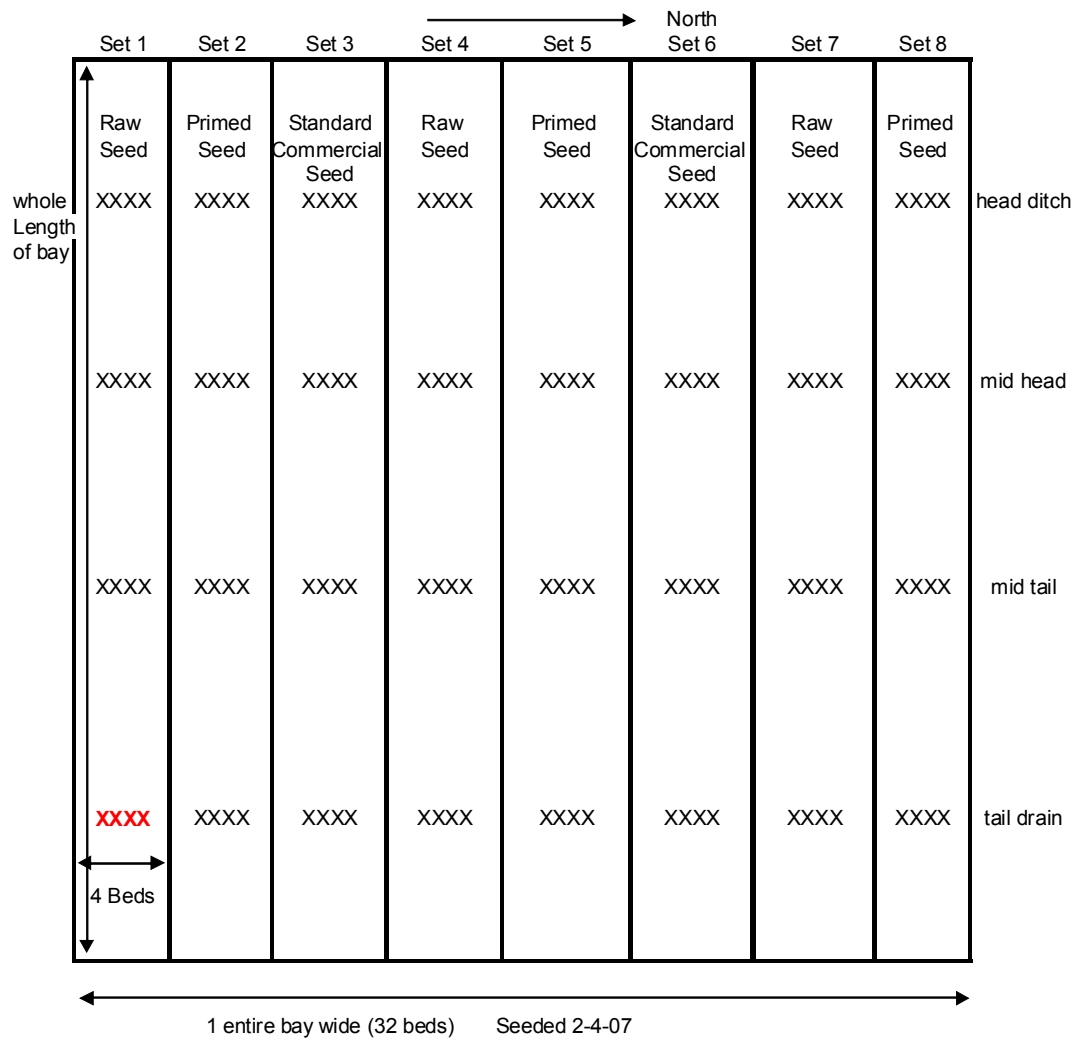 North
Set 1 Set 2 Set 3 Set 4 Set 5 Set 6 Set 7 Set 8
Raw Primed Standard Raw Primed Standard Raw Primed
Seed Seed Commercial Seed Seed Commercial Seed Seed
Seed Seed
whole XXXX XXXX XXXX XXXX XXXX XXXX XXXX XXXX head ditch
Length
of bay
XXXX XXXX XXXX XXXX XXXX XXXX XXXX XXXX mid head
XXXX XXXX XXXX XXXX XXXX XXXX XXXX XXXX mid tail
XXXX XXXX XXXX XXXX XXXX XXXX XXXX XXXX tail drain
4 Beds
1 entire bay wide (32 beds) Seeded 2-4-07